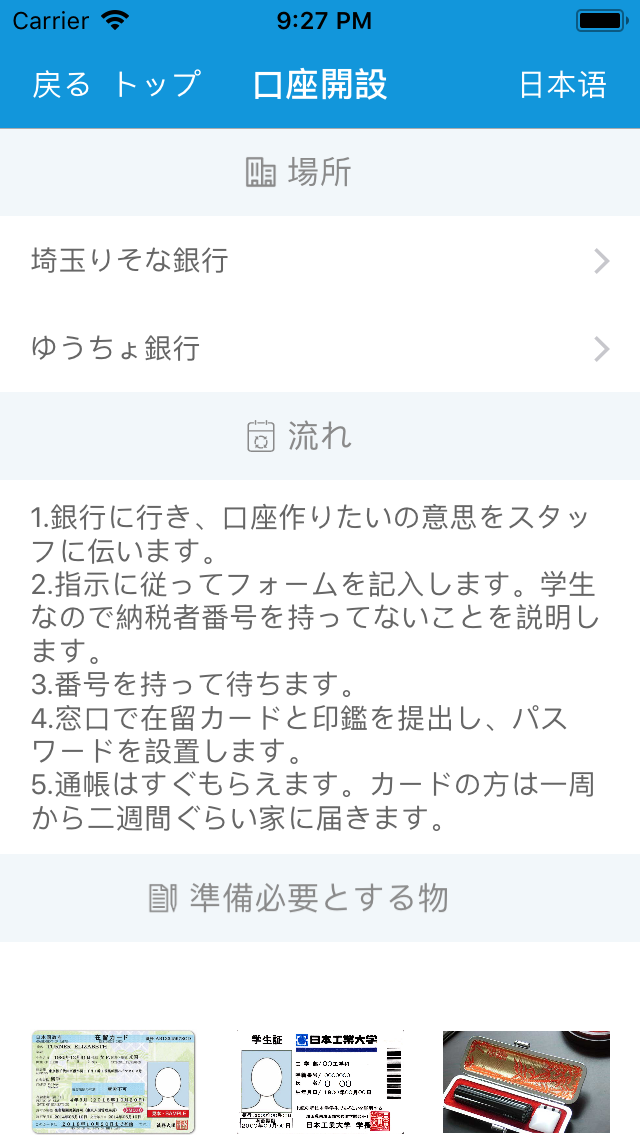 Carrier 9:27 PM
戻る トップ 口座開設 日本语
場所
埼玉りそな銀行
ゆうちょ銀行
流れ
1.銀行に行き、口座作りたいの意思をスタッ
フに伝います。
2.指示に従ってフォームを記入します。学生
なので納税者番号を持ってないことを説明し
ます。
3.番号を持って待ちます。
4.窓口で在留カードと印鑑を提出し、パス
ワードを設置します。
5.通帳はすぐもらえます。カードの方は一周
から二週間ぐらい家に届きます。
準備必要とする物
在留カード
学生証 日本工業大学
SAMPLE
日本工業大学